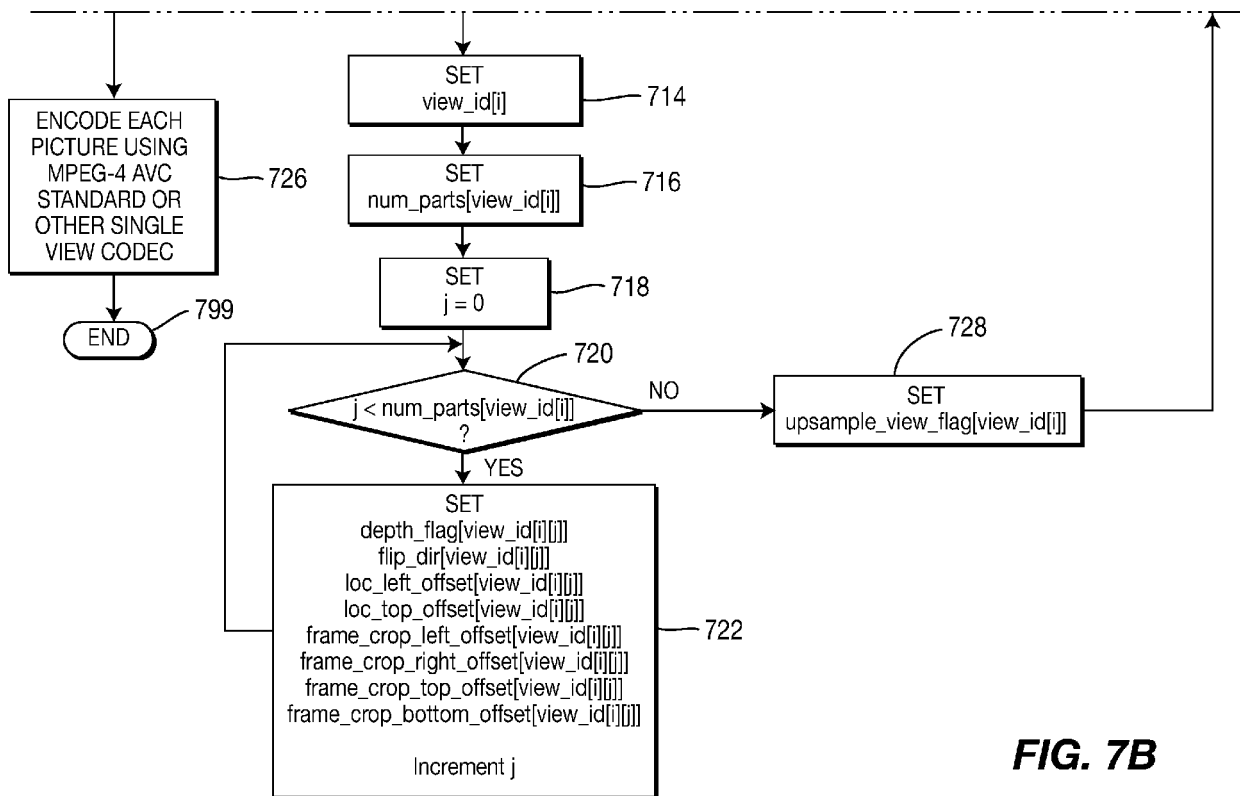 ENCODE EACH
PICTURE USING
MPEG-4 AVC
STANDARD OR
OTHER SINGLE
VIEW CODEC
726
END
799
SET
view_id[i]
714
SET
num_parts[view_id[i]]
716
SET
j = 0
718
720
j < num_parts[view_id[i]]
?
NO
YES
728
SET
upsample_view_flag[view_id[i]]
SET
depth_flag[view_id[i][j]]
flip_dir[view_id[i][j]]
loc_left_offset[view_id[i][j]]
loc_top_offset[view_id[i][j]]
frame_crop_left_offset[view_id[i][j]]
frame_crop_right_offset[view_id[i][j]]
frame_crop_top_offset[view_id[i][j]]
frame_crop_bottom_offset[view_id[i][j]]
Increment j
722
FIG. 7B